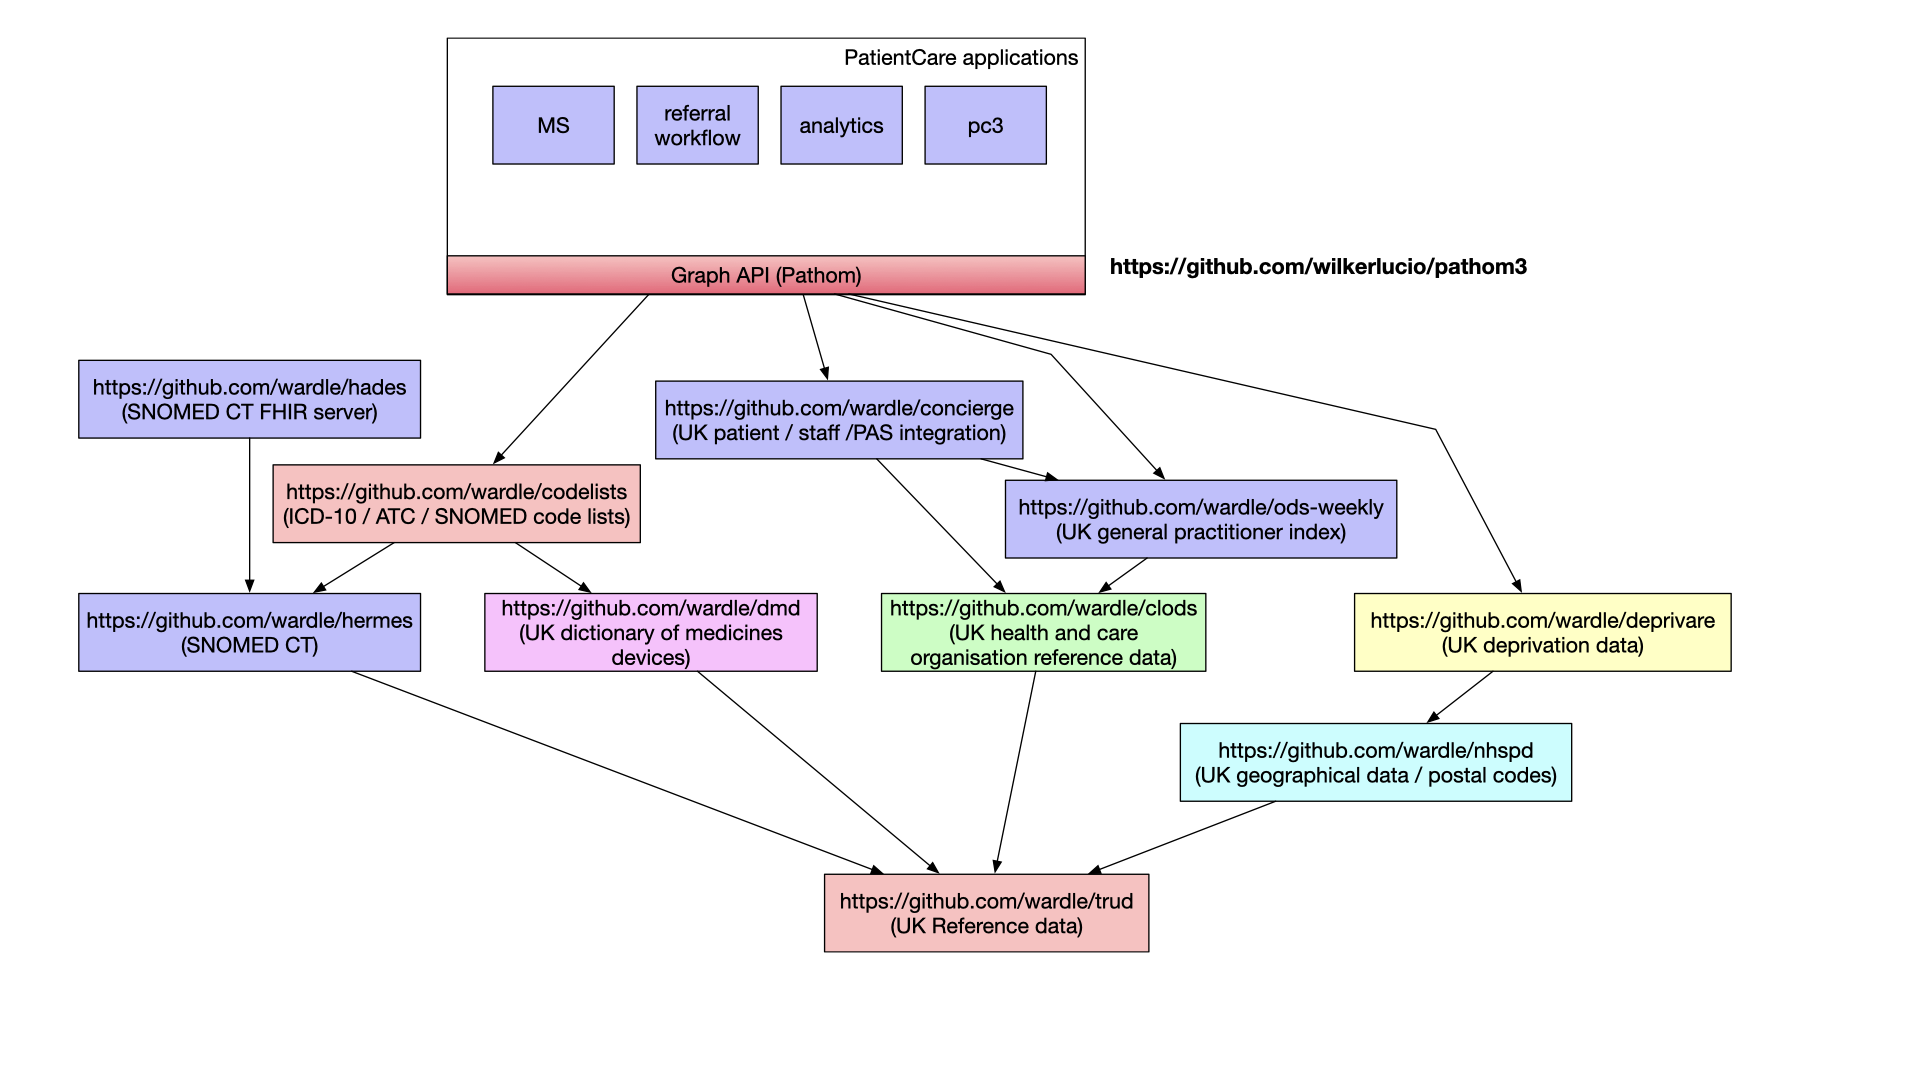 PatientCare applications
MS
referral
workflow
analytics
pc3
Graph API (Pathom)
https://github.com/wilkerlucio/pathom3
https://github.com/wardle/hades
(SNOMED CT FHIR server)
https://github.com/wardle/concierge
(UK patient / staff /PAS integration)
https://github.com/wardle/codelists
(ICD-10 / ATC / SNOMED code lists)
https://github.com/wardle/ods-weekly
(UK general practitioner index)
https://github.com/wardle/hermes
(SNOMED CT)
https://github.com/wardle/dmd
(UK dictionary of medicines
devices)
https://github.com/wardle/clods
(UK health and care
organisation reference data)
https://github.com/wardle/deprivare
(UK deprivation data)
https://github.com/wardle/nhspd
(UK geographical data / postal codes)
https://github.com/wardle/trud
(UK Reference data)